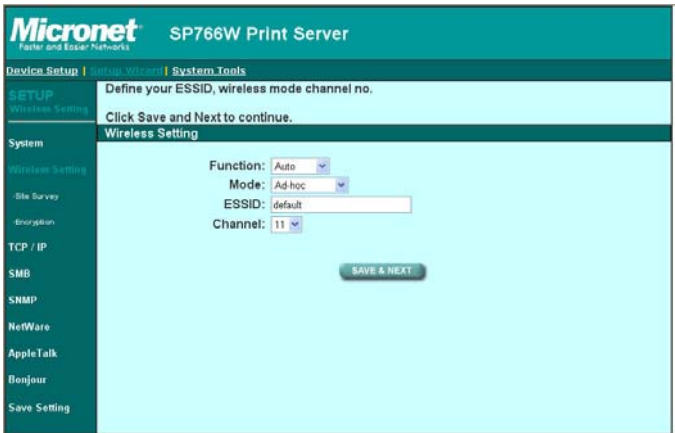 Micronet
Faster and Easier Networks
SP766W Print Server
Device Setup | Setup Wizard | System Tools
SETUP
Wireless Setting
System
Wireless Setting
-Site Survey
-Encryption
TCP / IP
SMB
SNMP
NetWare
AppleTalk
Bonjour
Save Setting
Define your ESSID, wireless mode channel no.
Click Save and Next to continue.
Wireless Setting
Function: Auto
Mode: Ad-hoc
ESSID: default
Channel: 11
SAVE & NEXT